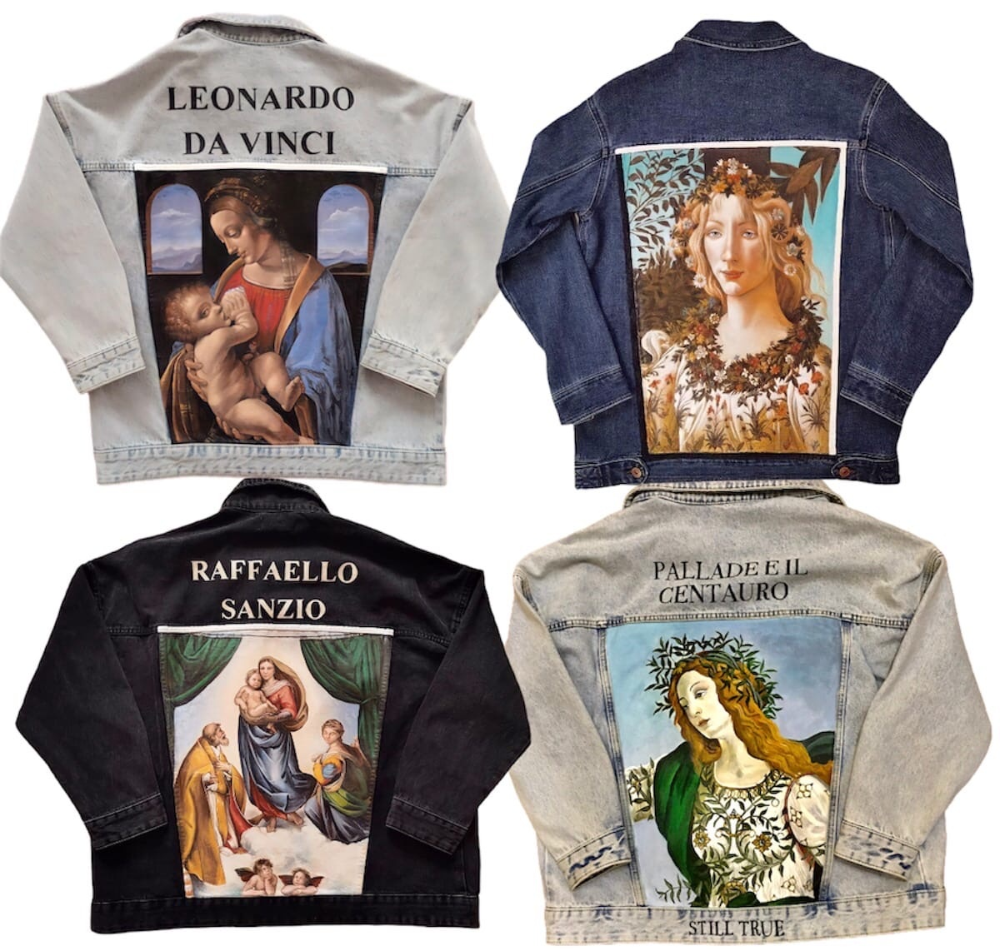 LEONARDO
DA VINCI
RAFFAELLO
SANZIO
PALLADE E IL
CENTAURO
STILL TRUE